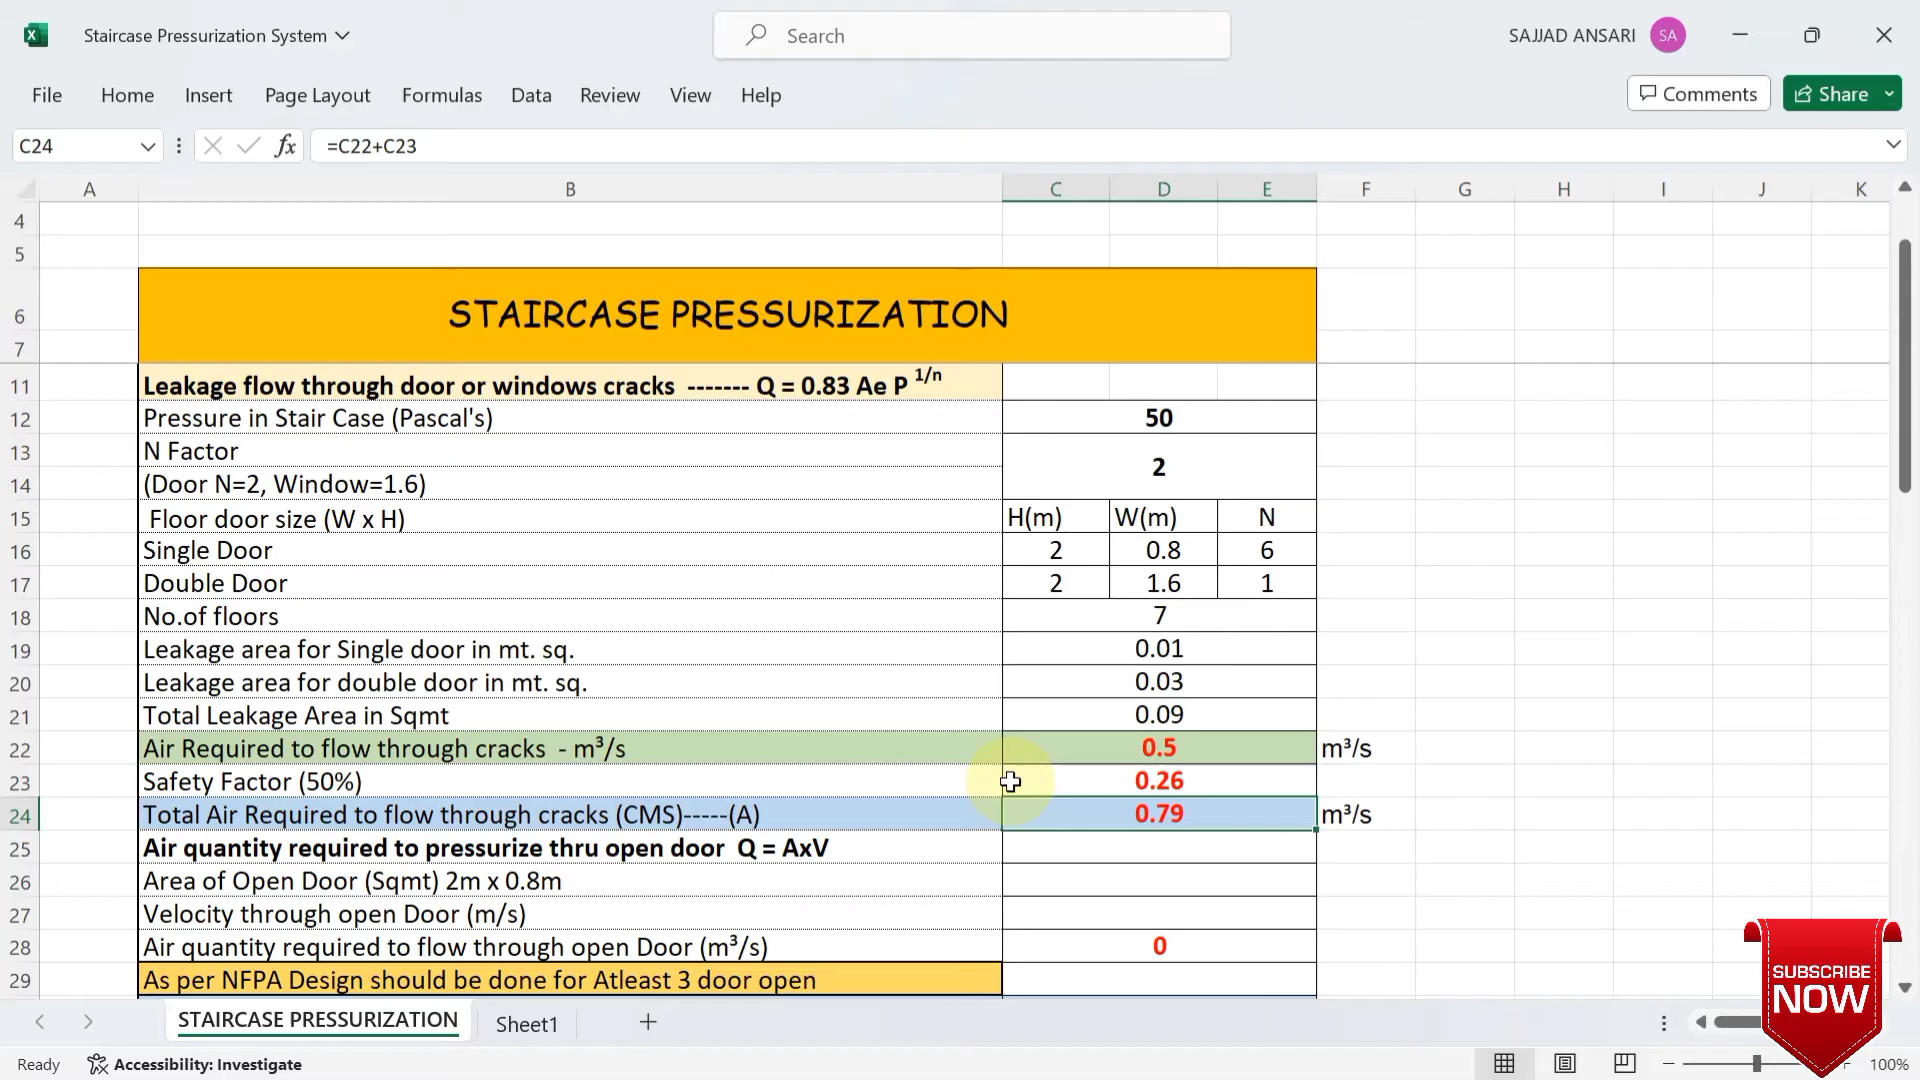 Staircase Pressurization System
Search
SAJJAD ANSARI SA
File Home Insert Page Layout Formulas Data Review View Help
Comments Share
C24 fx =C22+C23
A B C D E F G H I J K
4
5
6 STAIRCASE PRESSURIZATION
7
11 Leakage flow through door or windows cracks ------- Q = 0.83 Ae P 1/n
12 Pressure in Stair Case (Pascal's) 50
13 N Factor 2
14 (Door N=2, Window=1.6)
15 Floor door size (W x H) H(m) W(m) N
16 Single Door 2 0.8 6
17 Double Door 2 1.6 1
18 No.of floors 7
19 Leakage area for Single door in mt. sq. 0.01
20 Leakage area for double door in mt. sq. 0.03
21 Total Leakage Area in Sqmt 0.09
22 Air Required to flow through cracks - m³/s 0.5 m³/s
23 Safety Factor (50%) 0.26
24 Total Air Required to flow through cracks (CMS)-----(A) 0.79 m³/s
25 Air quantity required to pressurize thru open door Q = AxV
26 Area of Open Door (Sqmt) 2m x 0.8m
27 Velocity through open Door (m/s)
28 Air quantity required to flow through open Door (m³/s) 0
29 As per NFPA Design should be done for Atleast 3 door open
SUBSCRIBE
NOW
STAIRCASE PRESSURIZATION Sheet1
Ready Accessibility: Investigate 100%